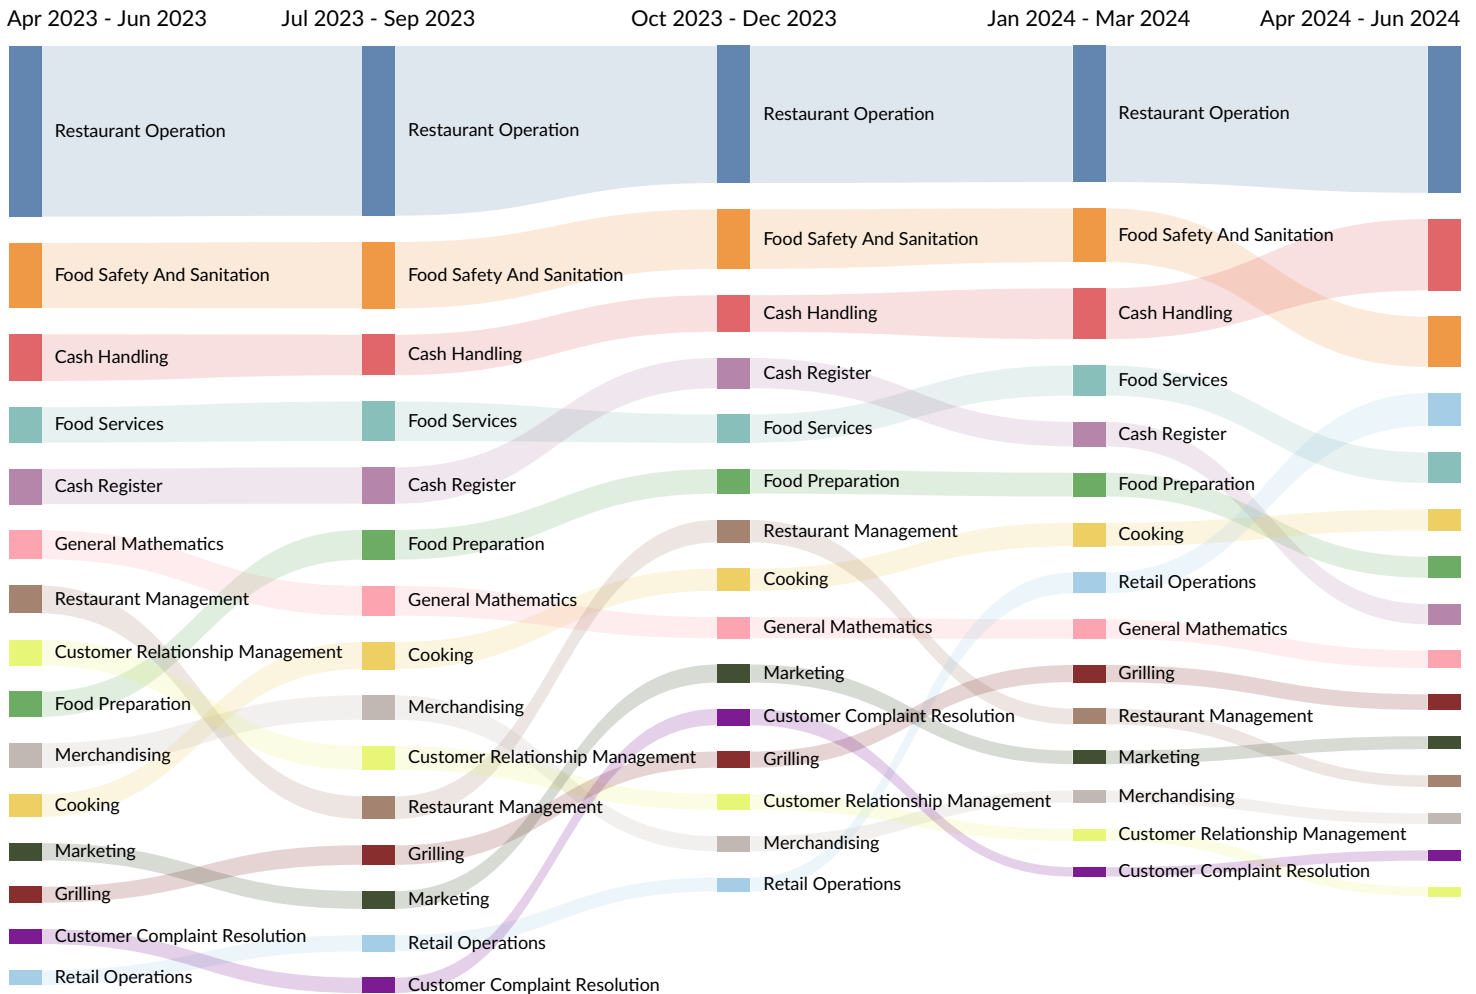 Apr 2023 - Jun 2023
Jul 2023 - Sep 2023
Oct 2023 - Dec 2023
Jan 2024 - Mar 2024
Apr 2024 - Jun 2024
Restaurant Operation
Food Safety And Sanitation
Cash Handling
Food Services
Cash Register
General Mathematics
Restaurant Management
Customer Relationship Management
Food Preparation
Merchandising
Cooking
Marketing
Grilling
Customer Complaint Resolution
Retail Operations
Restaurant Operation
Food Safety And Sanitation
Cash Handling
Food Services
Cash Register
Food Preparation
General Mathematics
Cooking
Merchandising
Customer Relationship Management
Restaurant Management
Grilling
Marketing
Retail Operations
Customer Complaint Resolution
Restaurant Operation
Food Safety And Sanitation
Cash Handling
Cash Register
Food Services
Food Preparation
Restaurant Management
Cooking
General Mathematics
Marketing
Customer Complaint Resolution
Grilling
Customer Relationship Management
Merchandising
Retail Operations
Restaurant Operation
Food Safety And Sanitation
Cash Handling
Food Services
Cash Register
Food Preparation
Cooking
Retail Operations
General Mathematics
Grilling
Restaurant Management
Marketing
Merchandising
Customer Relationship Management
Customer Complaint Resolution